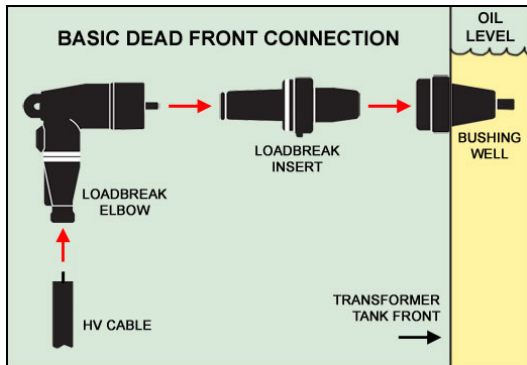 BASIC DEAD FRONT CONNECTION
OIL
LEVEL
LOADBREAK
INSERT
BUSHING
WELL
LOADBREAK
ELBOW
HV CABLE
TRANSFORMER
TANK FRONT